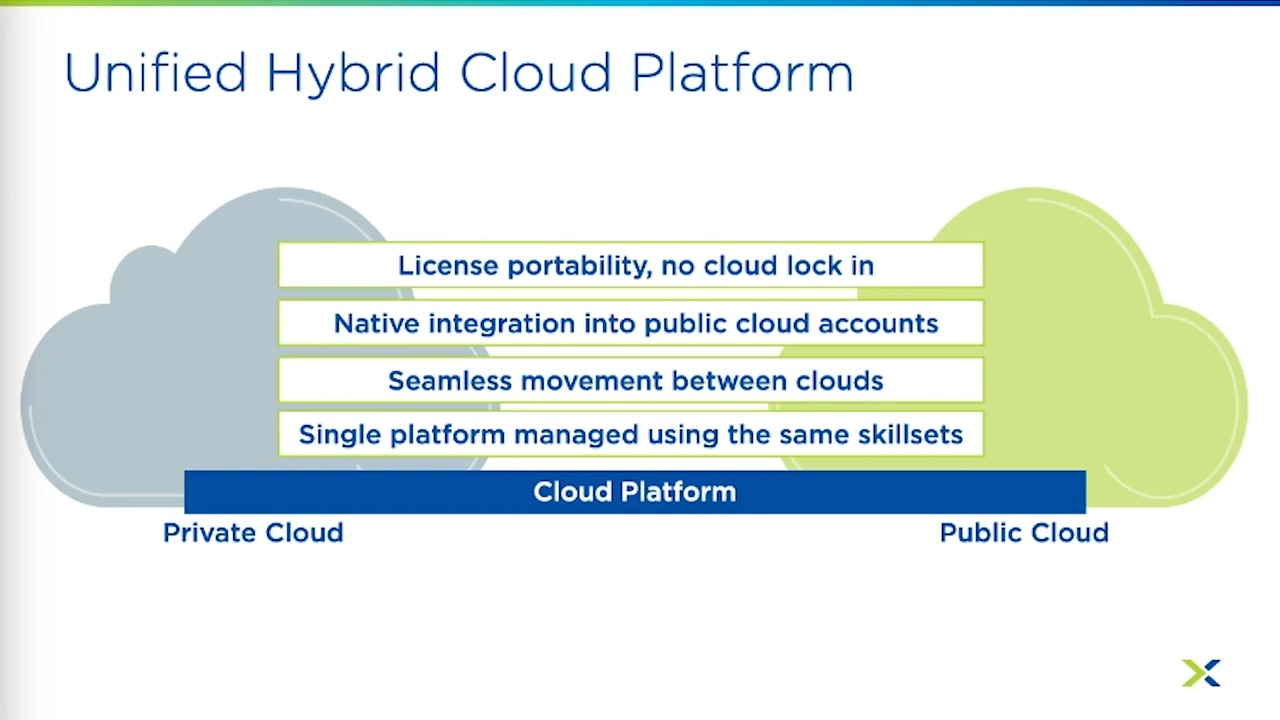 Unified Hybrid Cloud Platform
License portability, no cloud lock in
Native integration into public cloud accounts
Seamless movement between clouds
Single platform managed using the same skillsets
Cloud Platform
Private Cloud
Public Cloud